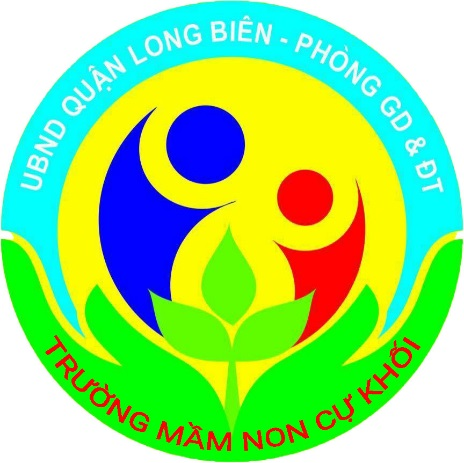 UBND QUẬN LONG BIÊN - PHÒNG GD & ĐT
TRƯỜNG MẦM NON CỰ KHỐI